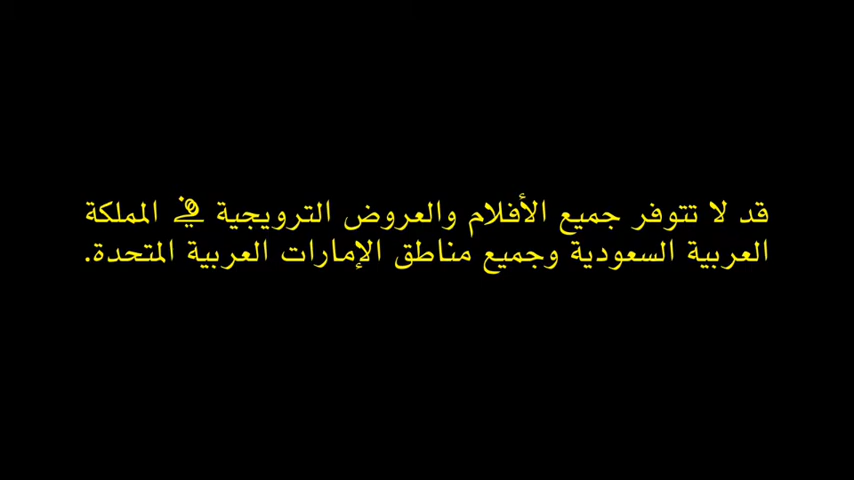 قد لا تتوفر جميع الأفلام والعروض الترويجية في المملكة
العربية السعودية وجميع مناطق الإمارات العربية المتحدة.